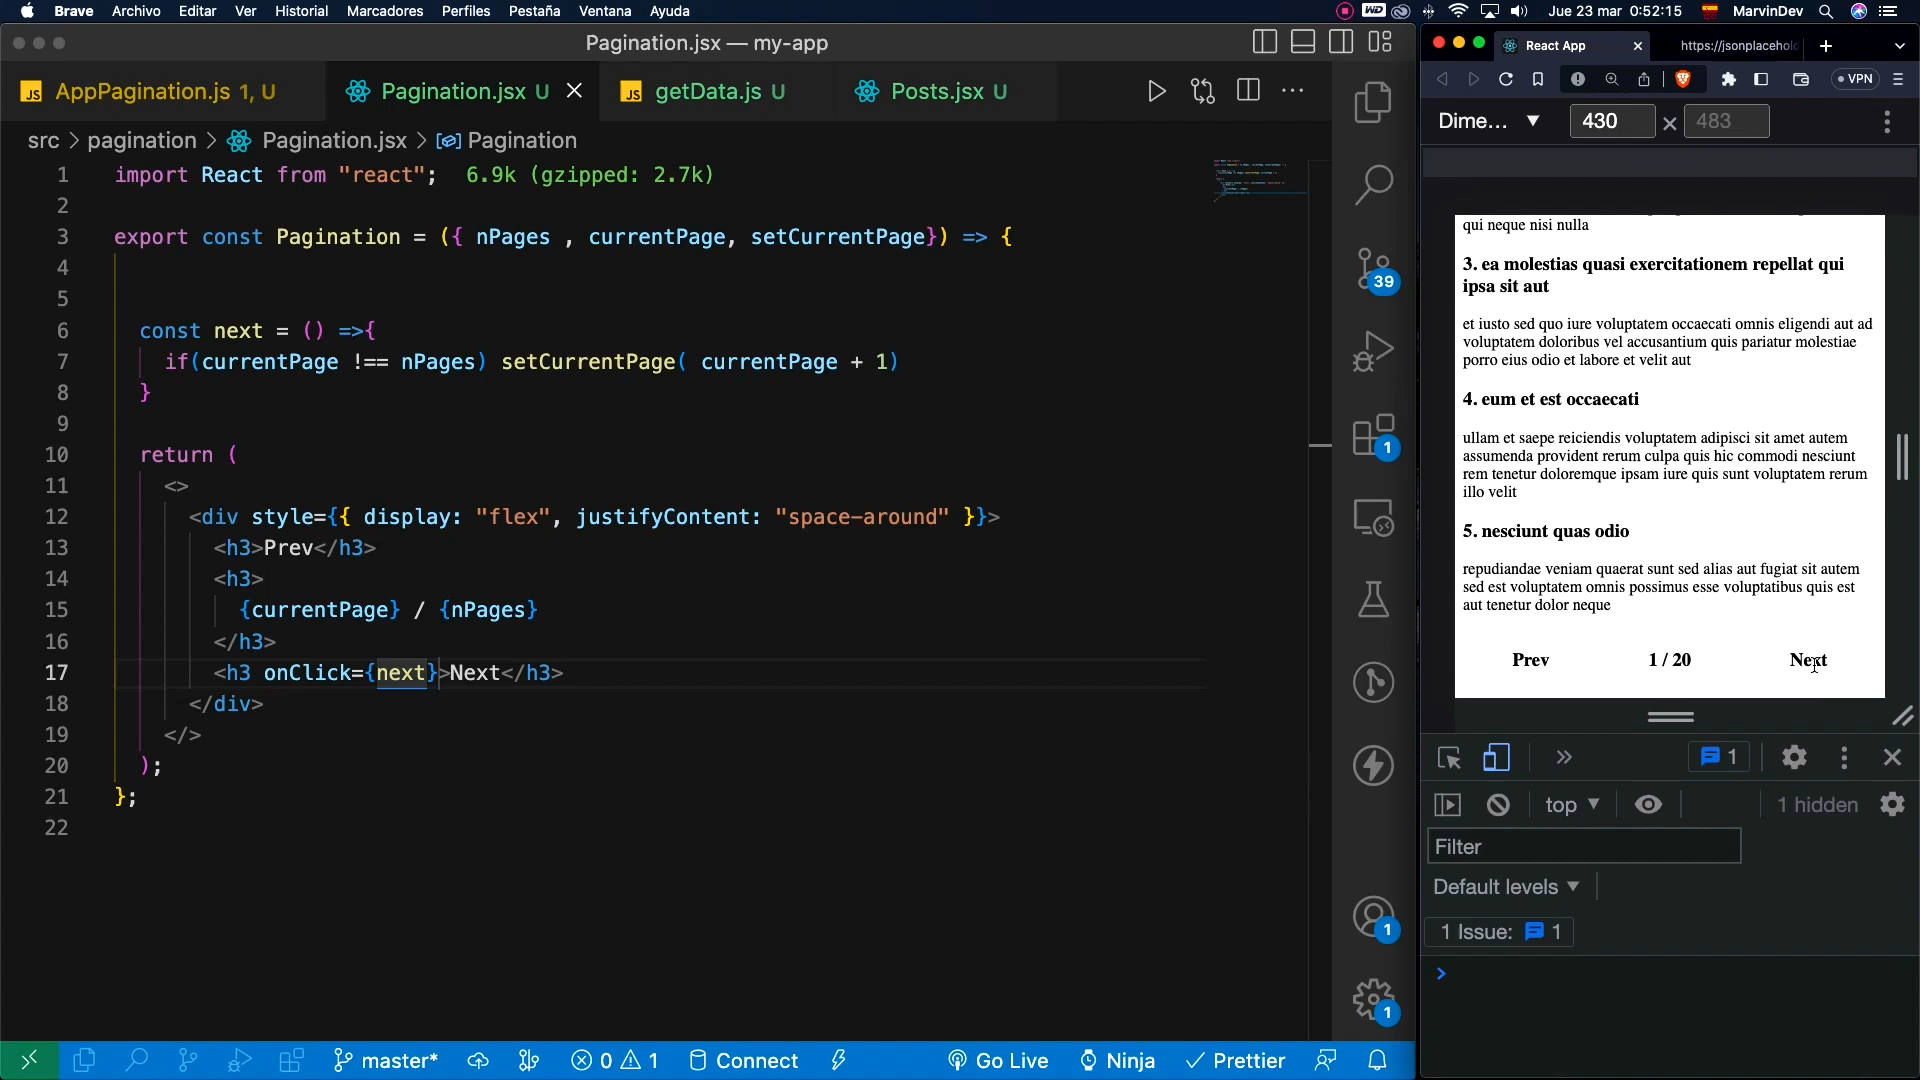 Brave Archivo Editar Ver Historial Marcadores Perfiles Pestaña Ventana Ayuda
WD Jue 23 mar 0:52:15 MarvinDev
Pagination.jsx — my-app
JS AppPagination.js 1, U Pagination.jsx U JS getData.js U Posts.jsx U
src > pagination > Pagination.jsx > Pagination
1 import React from "react"; 6.9k (gzipped: 2.7k)
2
3 export const Pagination = ({ nPages , currentPage, setCurrentPage}) => {
4
5
6 const next = () =>{
7 if(currentPage !== nPages) setCurrentPage( currentPage + 1)
8 }
9
10 return (
11 <>
12 <div style={{ display: "flex", justifyContent: "space-around" }}>
13 <h3>Prev</h3>
14 <h3>
15 {currentPage} / {nPages}
16 </h3>
17 <h3 onClick={next}>Next</h3>
18 </div>
19 </>
20 );
21 };
22
39
1
1
1
master* 0 1 Connect Go Live Ninja Prettier
React App https://jsonplacehold
VPN
Dime... 430 × 483
qui neque nisi nulla
3. ea molestias quasi exercitationem repellat qui
ipsa sit aut
et iusto sed quo iure voluptatem occaecati omnis eligendi aut ad
voluptatem doloribus vel accusantium quis pariatur molestiae
porro eius odio et labore et velit aut
4. eum et est occaecati
ullam et saepe reiciendis voluptatem adipisci sit amet autem
assumenda provident rerum culpa quis hic commodi nesciunt
rem tenetur doloremque ipsam iure quis sunt voluptatem rerum
illo velit
5. nesciunt quas odio
repudiandae veniam quaerat sunt sed alias aut fugiat sit autem
sed est voluptatem omnis possimus esse voluptatibus quis est
aut tenetur dolor neque
Prev 1 / 20 Next
1
top 1 hidden
Filter
Default levels
1 Issue: 1